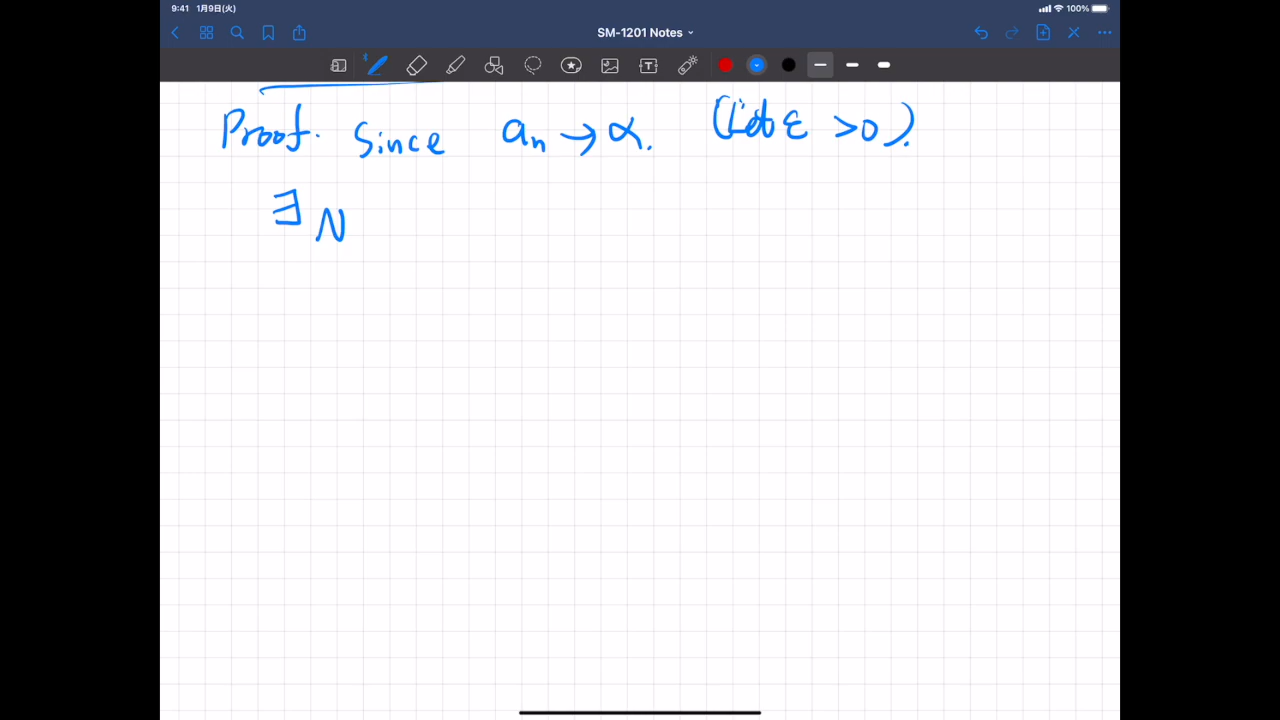 9:41 1月9日(火) 100%
SM-1201 Notes
Proof. Since aₙ → α. (Let ε > 0).
∃ N